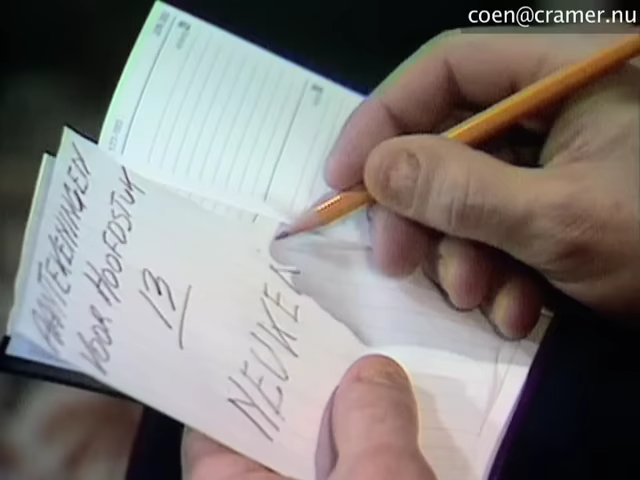 coen@cramer.nu
AANTEKENINGEN
VOOR HOOFDSTUK
13
NEUKEN